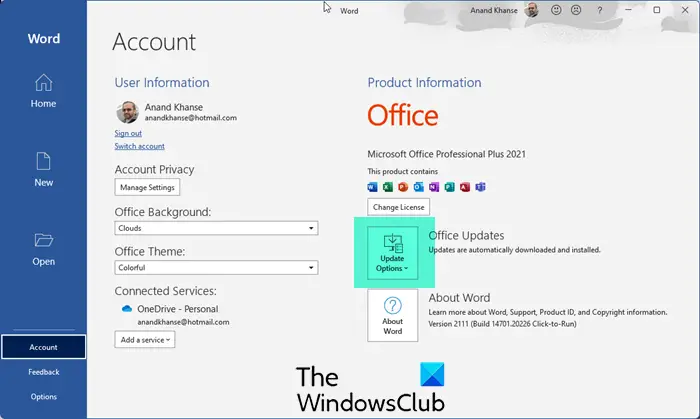 Word
Anand Khanse
?
Word
Home
New
Open
Account
Feedback
Options
Account
User Information
Anand Khanse
anandkhanse@hotmail.com
Sign out
Switch account
Account Privacy
Manage Settings
Office Background:
Clouds
Office Theme:
Colorful
Connected Services:
OneDrive - Personal
anandkhanse@hotmail.com
Add a service
Product Information
Office
Microsoft Office Professional Plus 2021
This product contains
Change License
Update
Options
Office Updates
Updates are automatically downloaded and installed.
?
About
Word
About Word
Learn more about Word, Support, Product ID, and Copyright information.
Version 2111 (Build 14701.20226 Click-to-Run)
The
WindowsClub